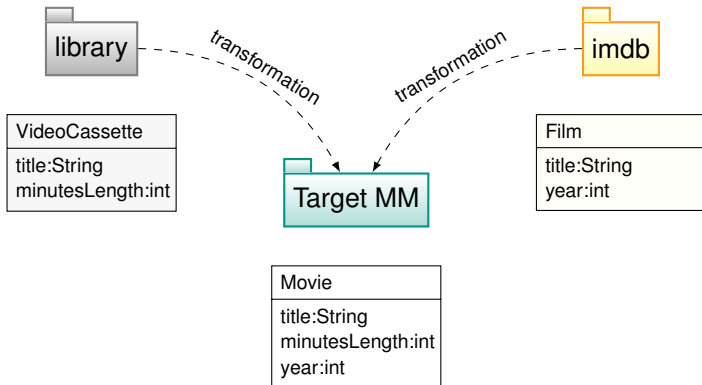 library
transformation
transformation
imdb
VideoCassette
title:String
minutesLength:int
Film
title:String
year:int
Target MM
Movie
title:String
minutesLength:int
year:int